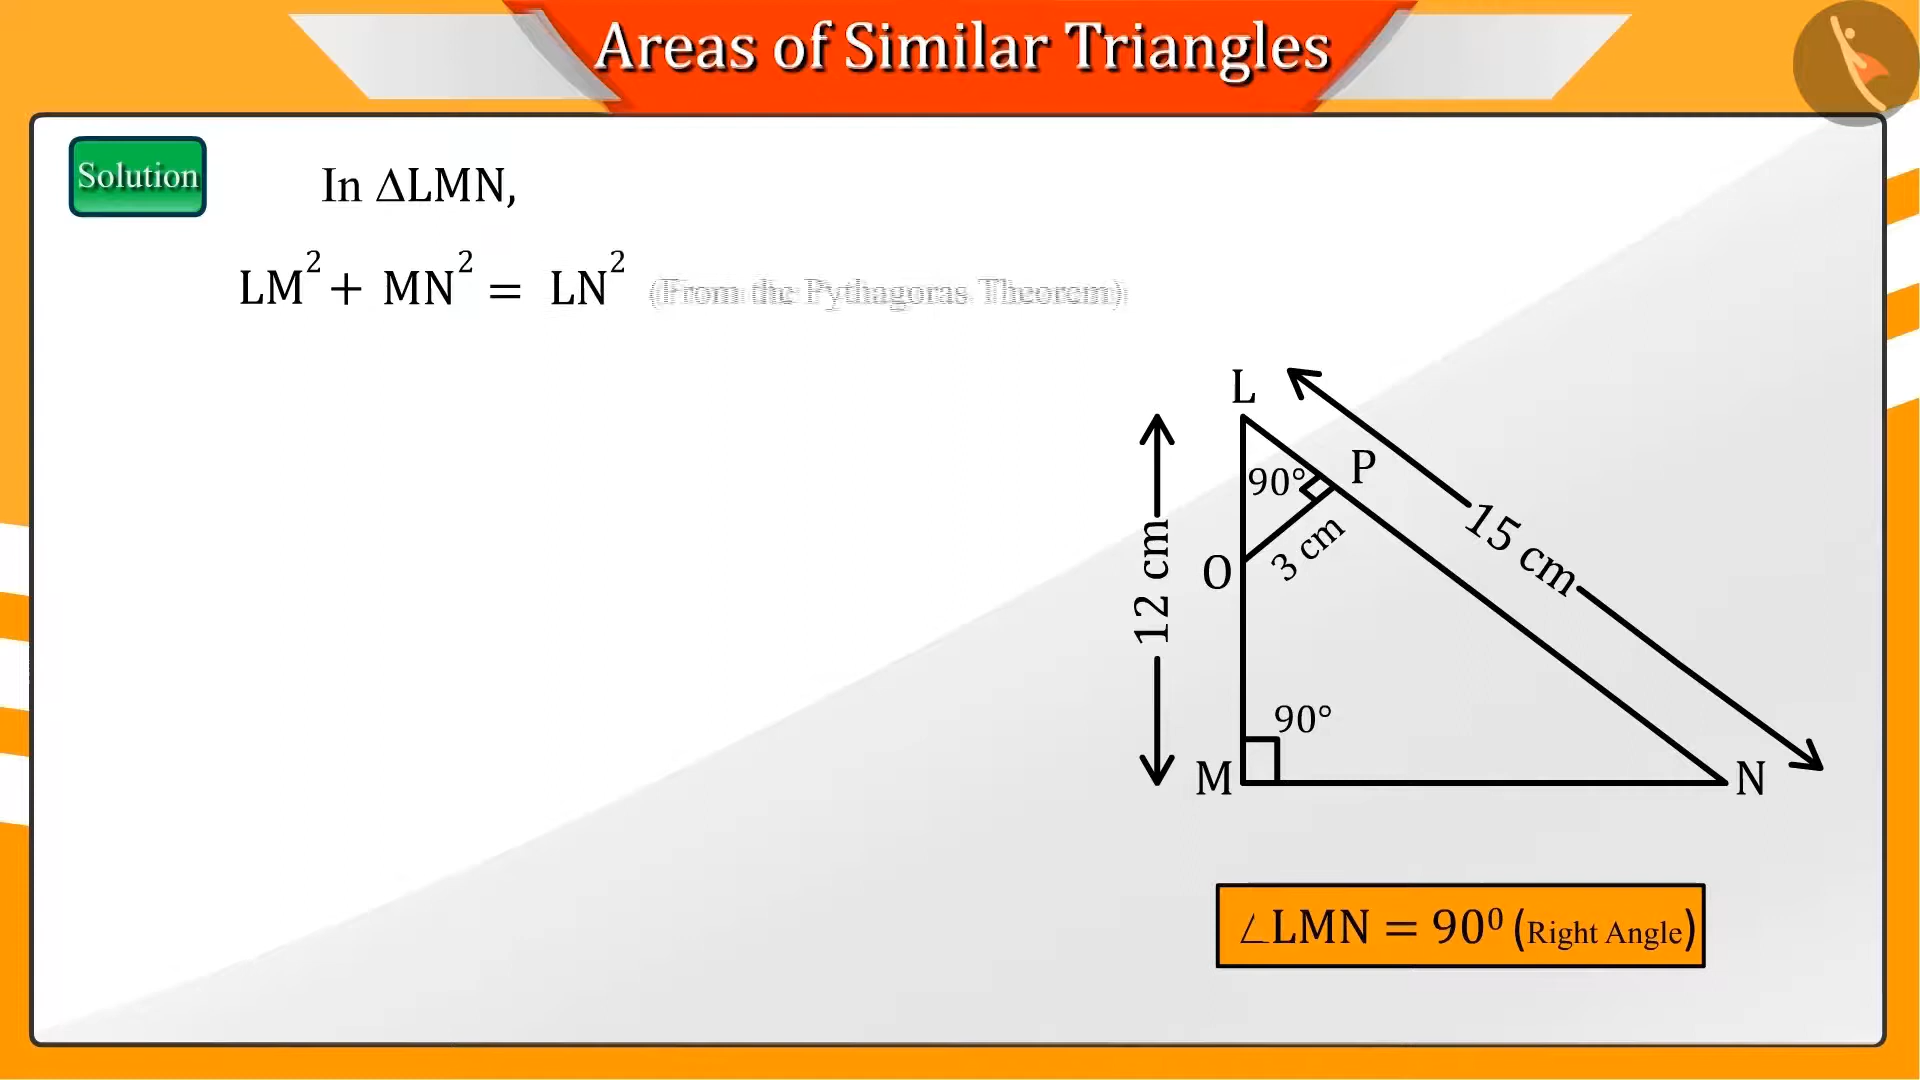 Areas of Similar Triangles
Solution
In ΔLMN,
LM² + MN² = LN² (From the Pythagoras Theorem)
L
P
90°
15 cm
12 cm
3 cm
O
90°
M
N
∠LMN = 90⁰ (Right Angle)